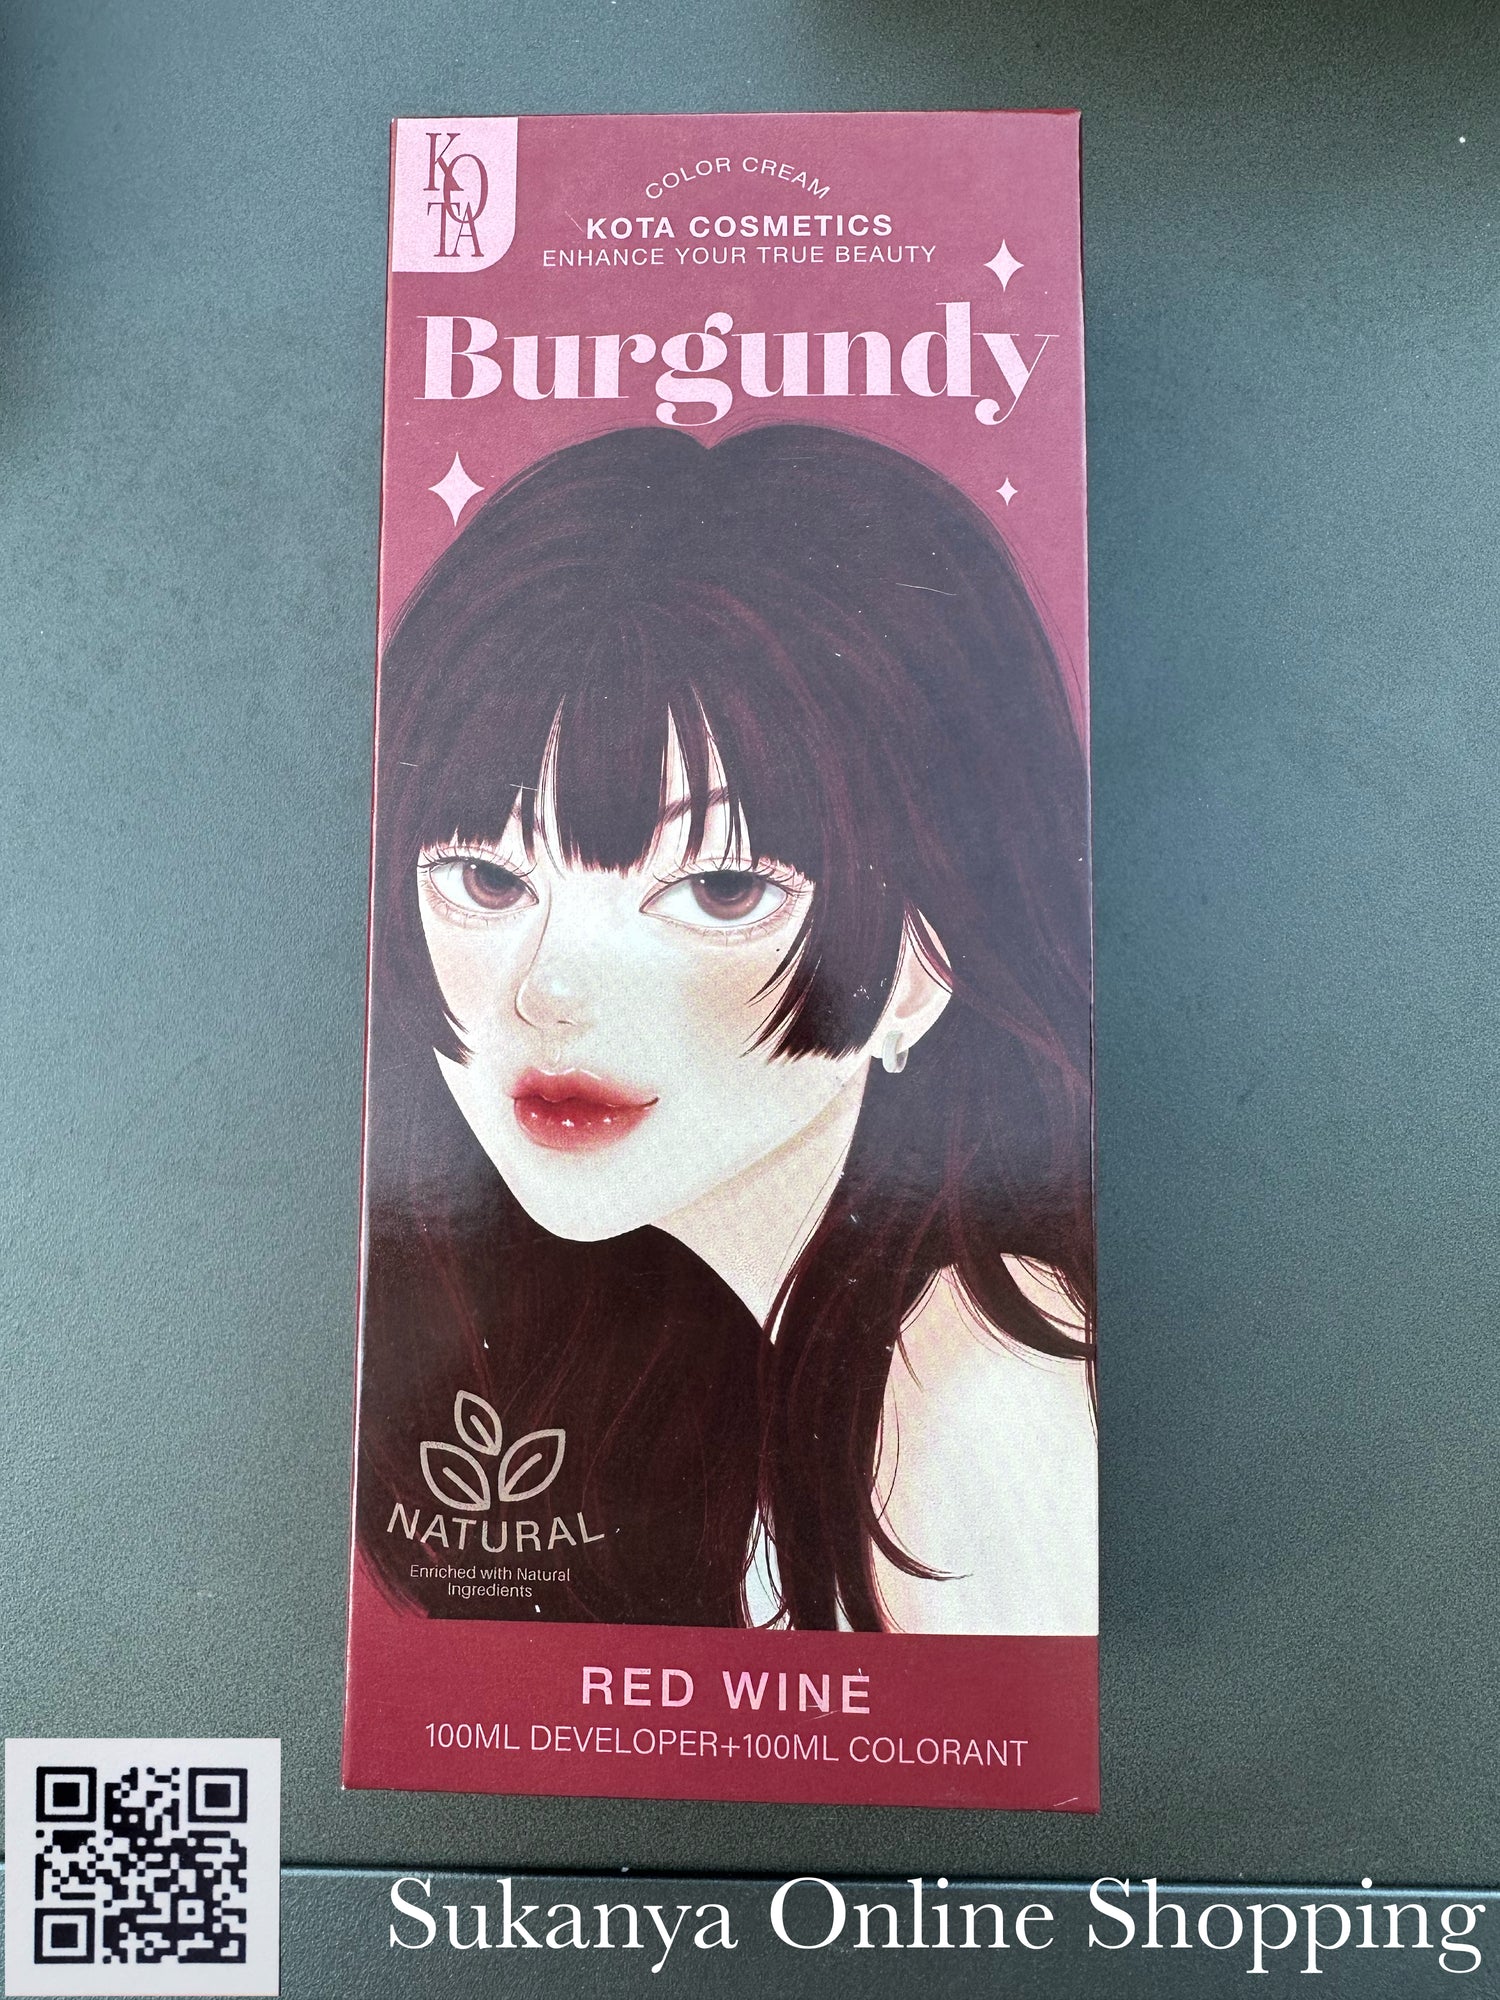 KOTA
COLOR CREAM
KOTA COSMETICS
ENHANCE YOUR TRUE BEAUTY
Burgundy
NATURAL
Enriched with Natural
Ingredients
RED WINE
100ML DEVELOPER+100ML COLORANT
Sukanya Online Shopping